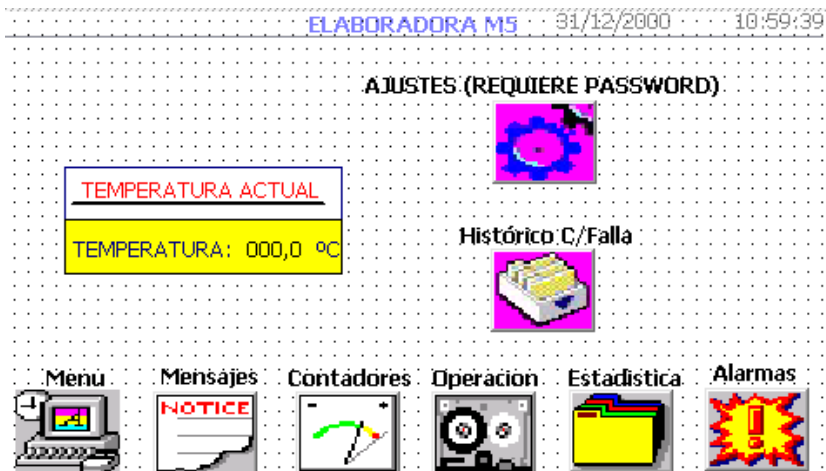 ELABORADORA M5 31/12/2000 10:59:39
AJUSTES (REQUIERE PASSWORD)
TEMPERATURA ACTUAL
TEMPERATURA: 000,0 ºC
Histórico C/Falla
Menu Mensajes Contadores Operacion Estadistica Alarmas
NOTICE
- +